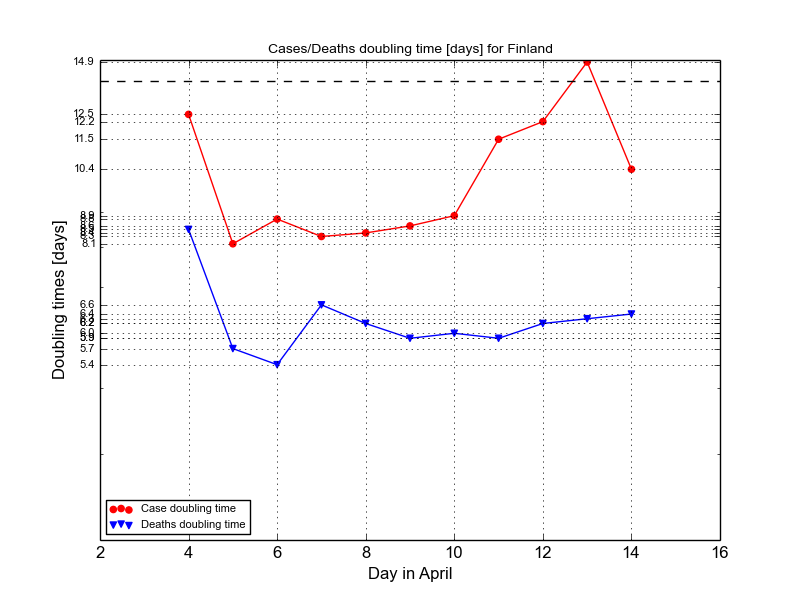 Cases/Deaths doubling time [days] for Finland
14.9
12.5
12.2
11.5
10.4
8.1
6.6
6.4
6.2
6.0
5.9
5.7
5.4
Doubling times [days]
Case doubling time
Deaths doubling time
2 4 6 8 10 12 14 16
Day in April